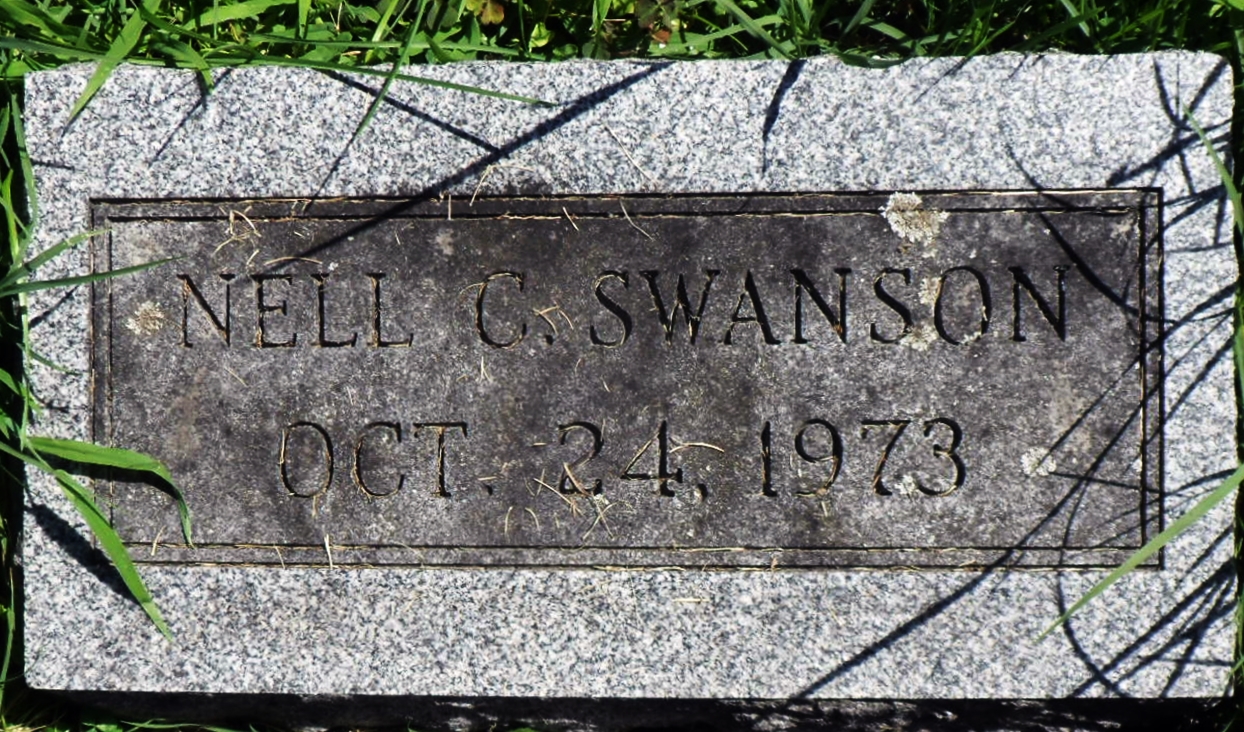 NELL C. SWANSON
OCT. 24, 1973